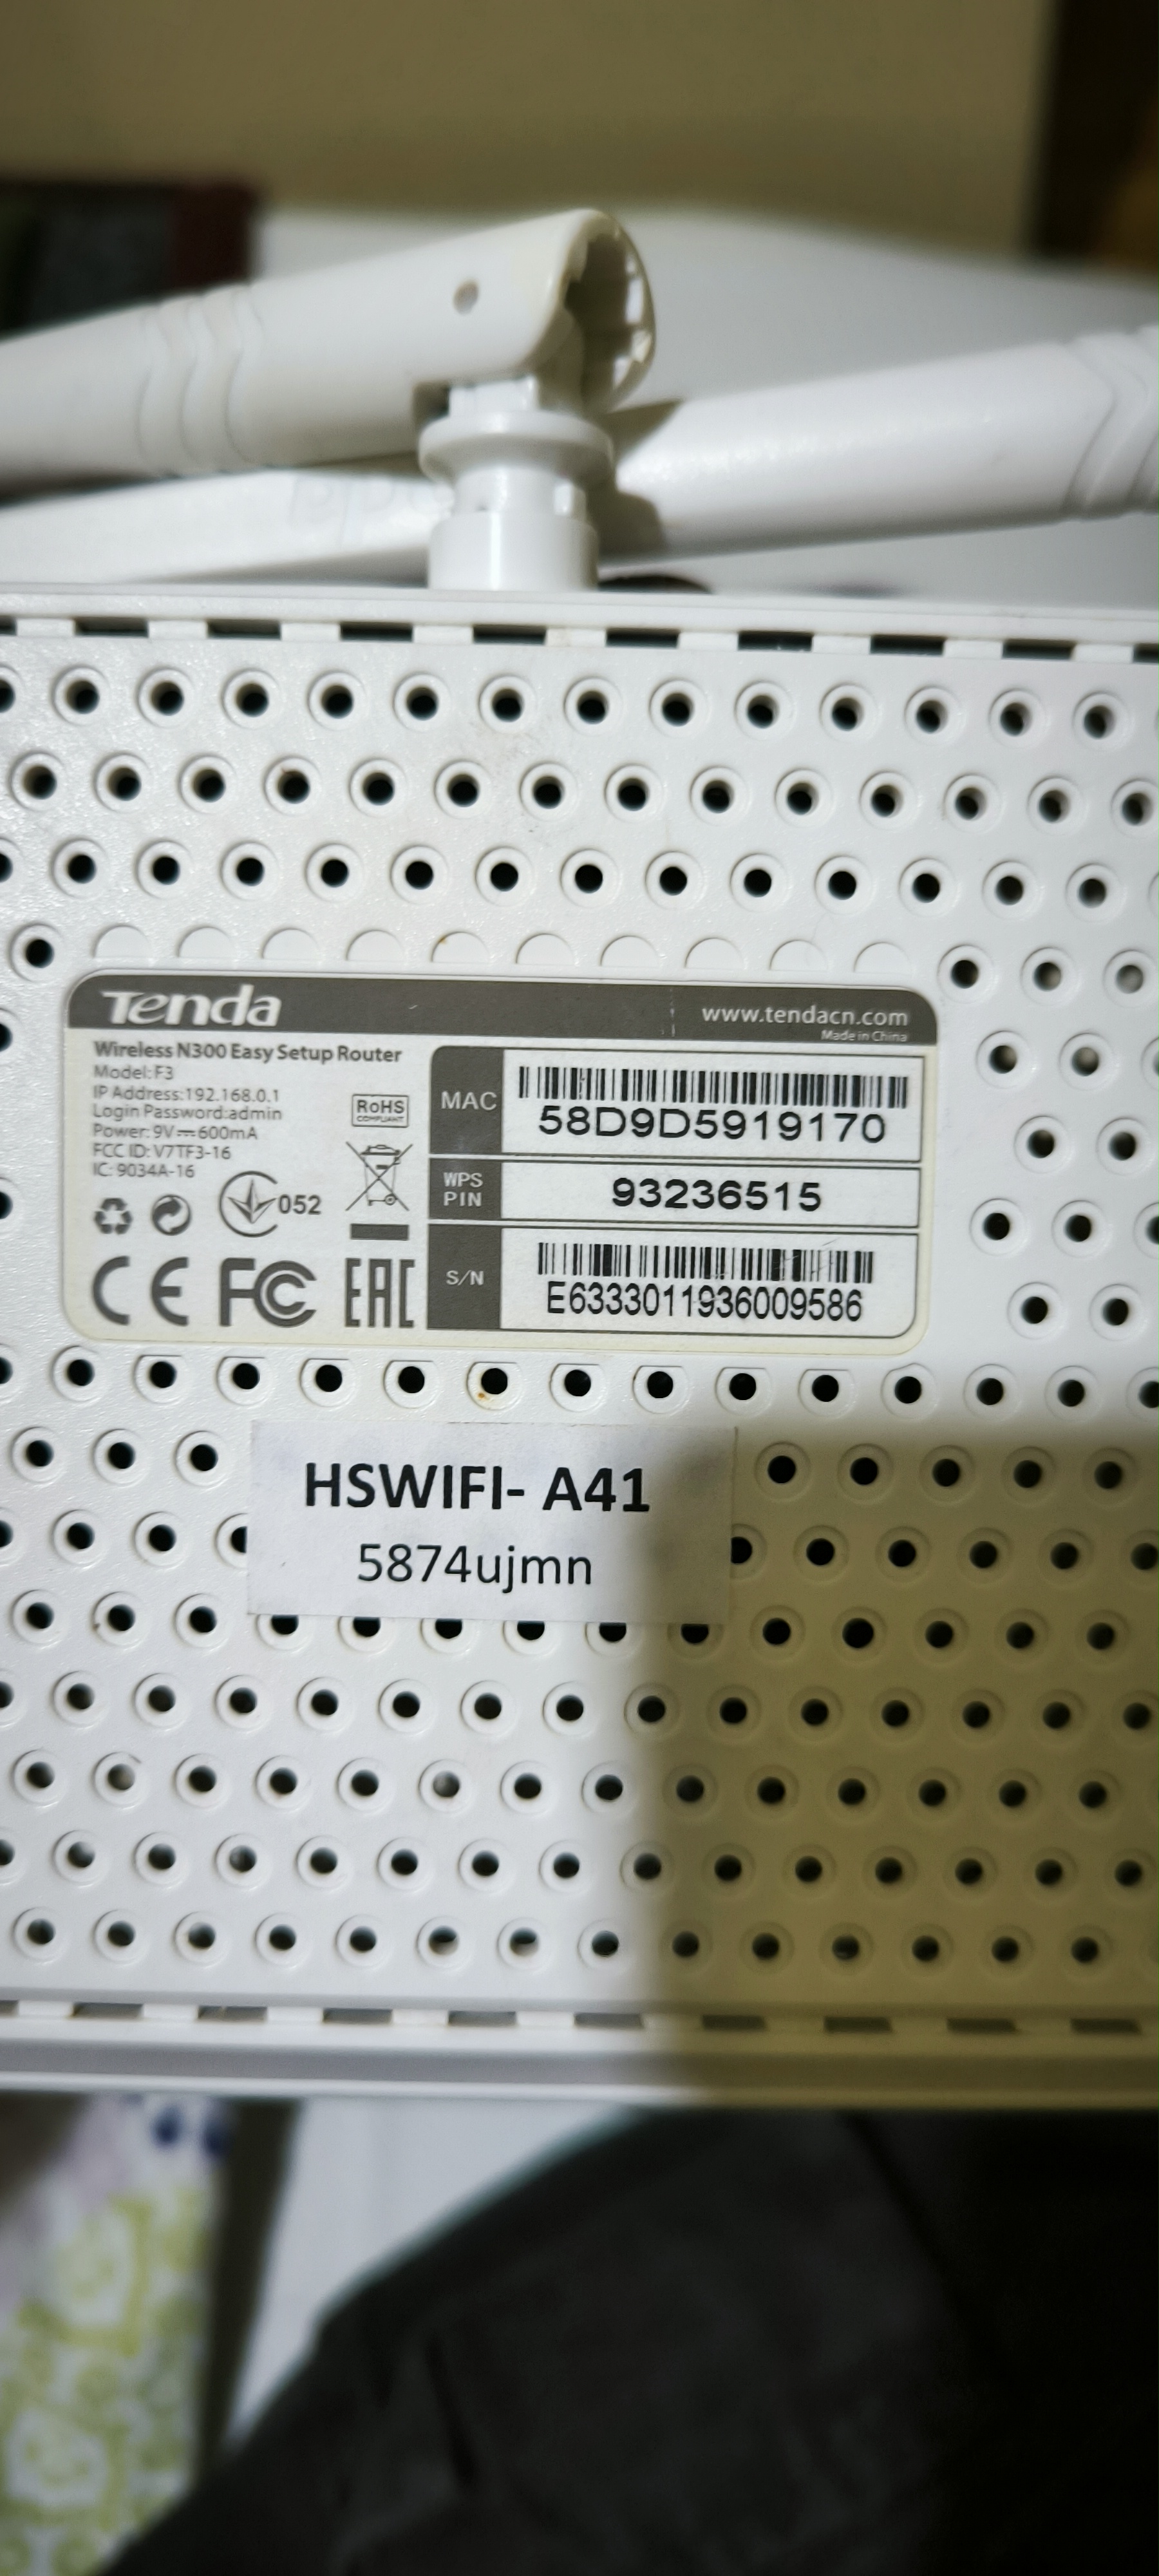 Tenda
www.tendacn.com
Made in China
Wireless N300 Easy Setup Router
Model:F3
IP Address:192.168.0.1
Login Password:admin
Power:9V⎓600mA
FCC ID:V7TF3-16
IC:9034A-16
RoHS
COMPLIANT
052
CE FC EAC
MAC
58D9D5919170
WPS
PIN
93236515
S/N
E6333011936009586
HSWIFI- A41
5874ujmn